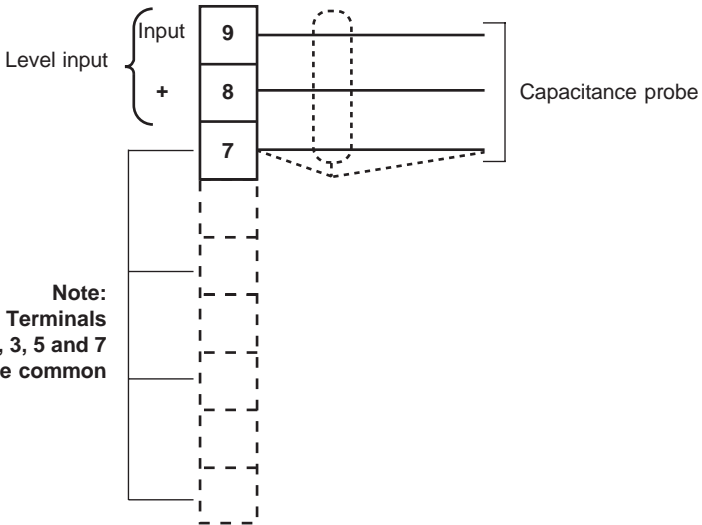 Level input
Input
9
+
8
7
Capacitance probe
Note:
Terminals
, 3, 5 and 7
e common